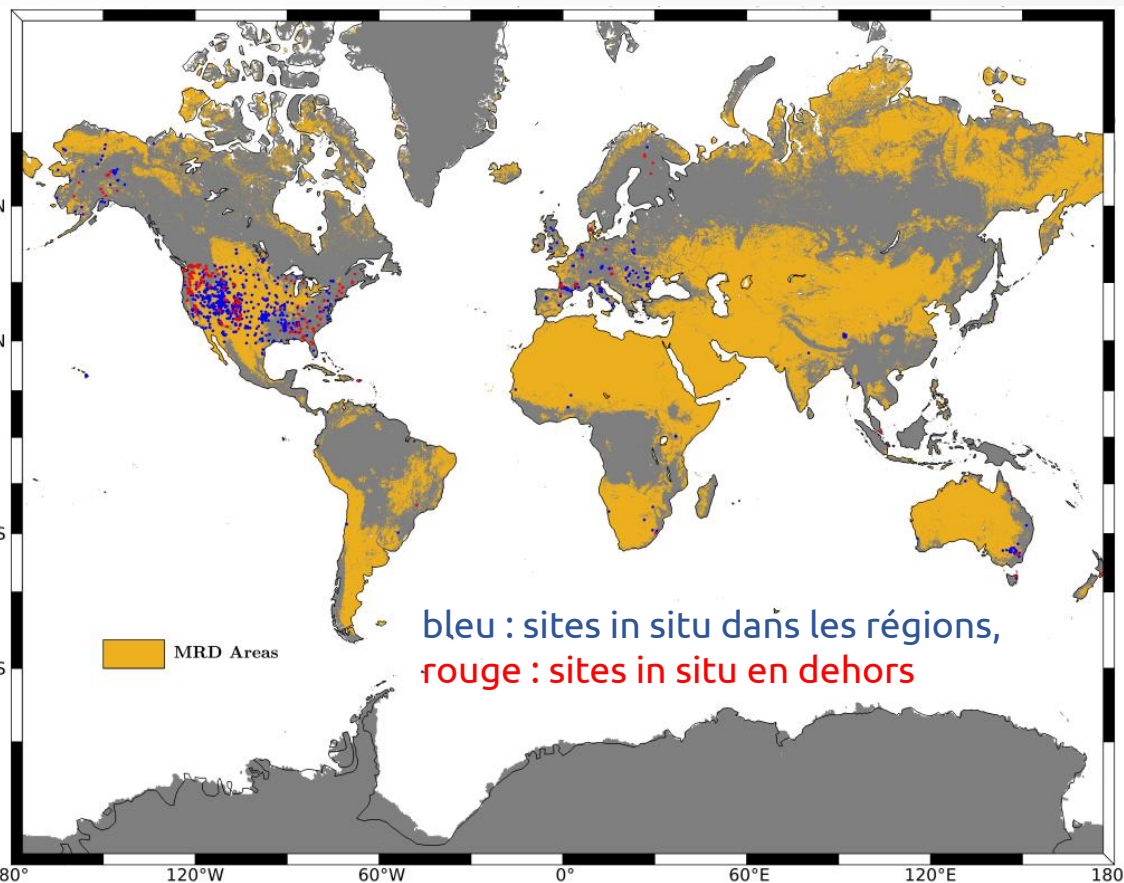 N
N
S
S
MRD Areas
bleu : sites in situ dans les régions,
rouge : sites in situ en dehors
80°
120°W
60°W
0°
60°E
120°E
180